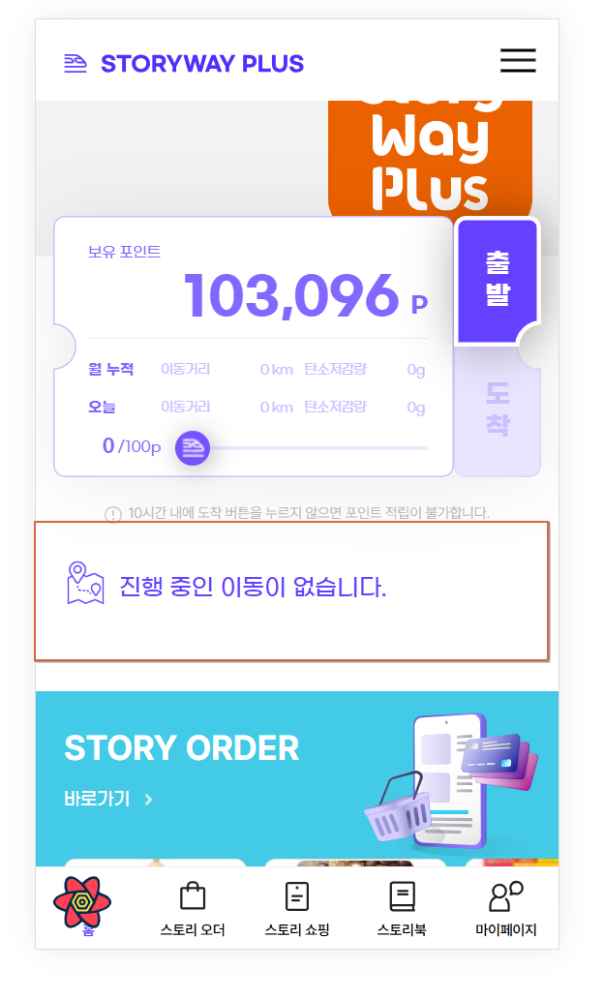 STORYWAY PLUS
Story
Way
Plus
보유 포인트
103,096 P
출발
월 누적 이동거리 0 km 탄소저감량 0g
오늘 이동거리 0 km 탄소저감량 0g
도착
0 /100p
10시간 내에 도착 버튼을 누르지 않으면 포인트 적립이 불가합니다.
진행 중인 이동이 없습니다.
STORY ORDER
바로가기
홈
스토리 오더
스토리 쇼핑
스토리북
마이페이지